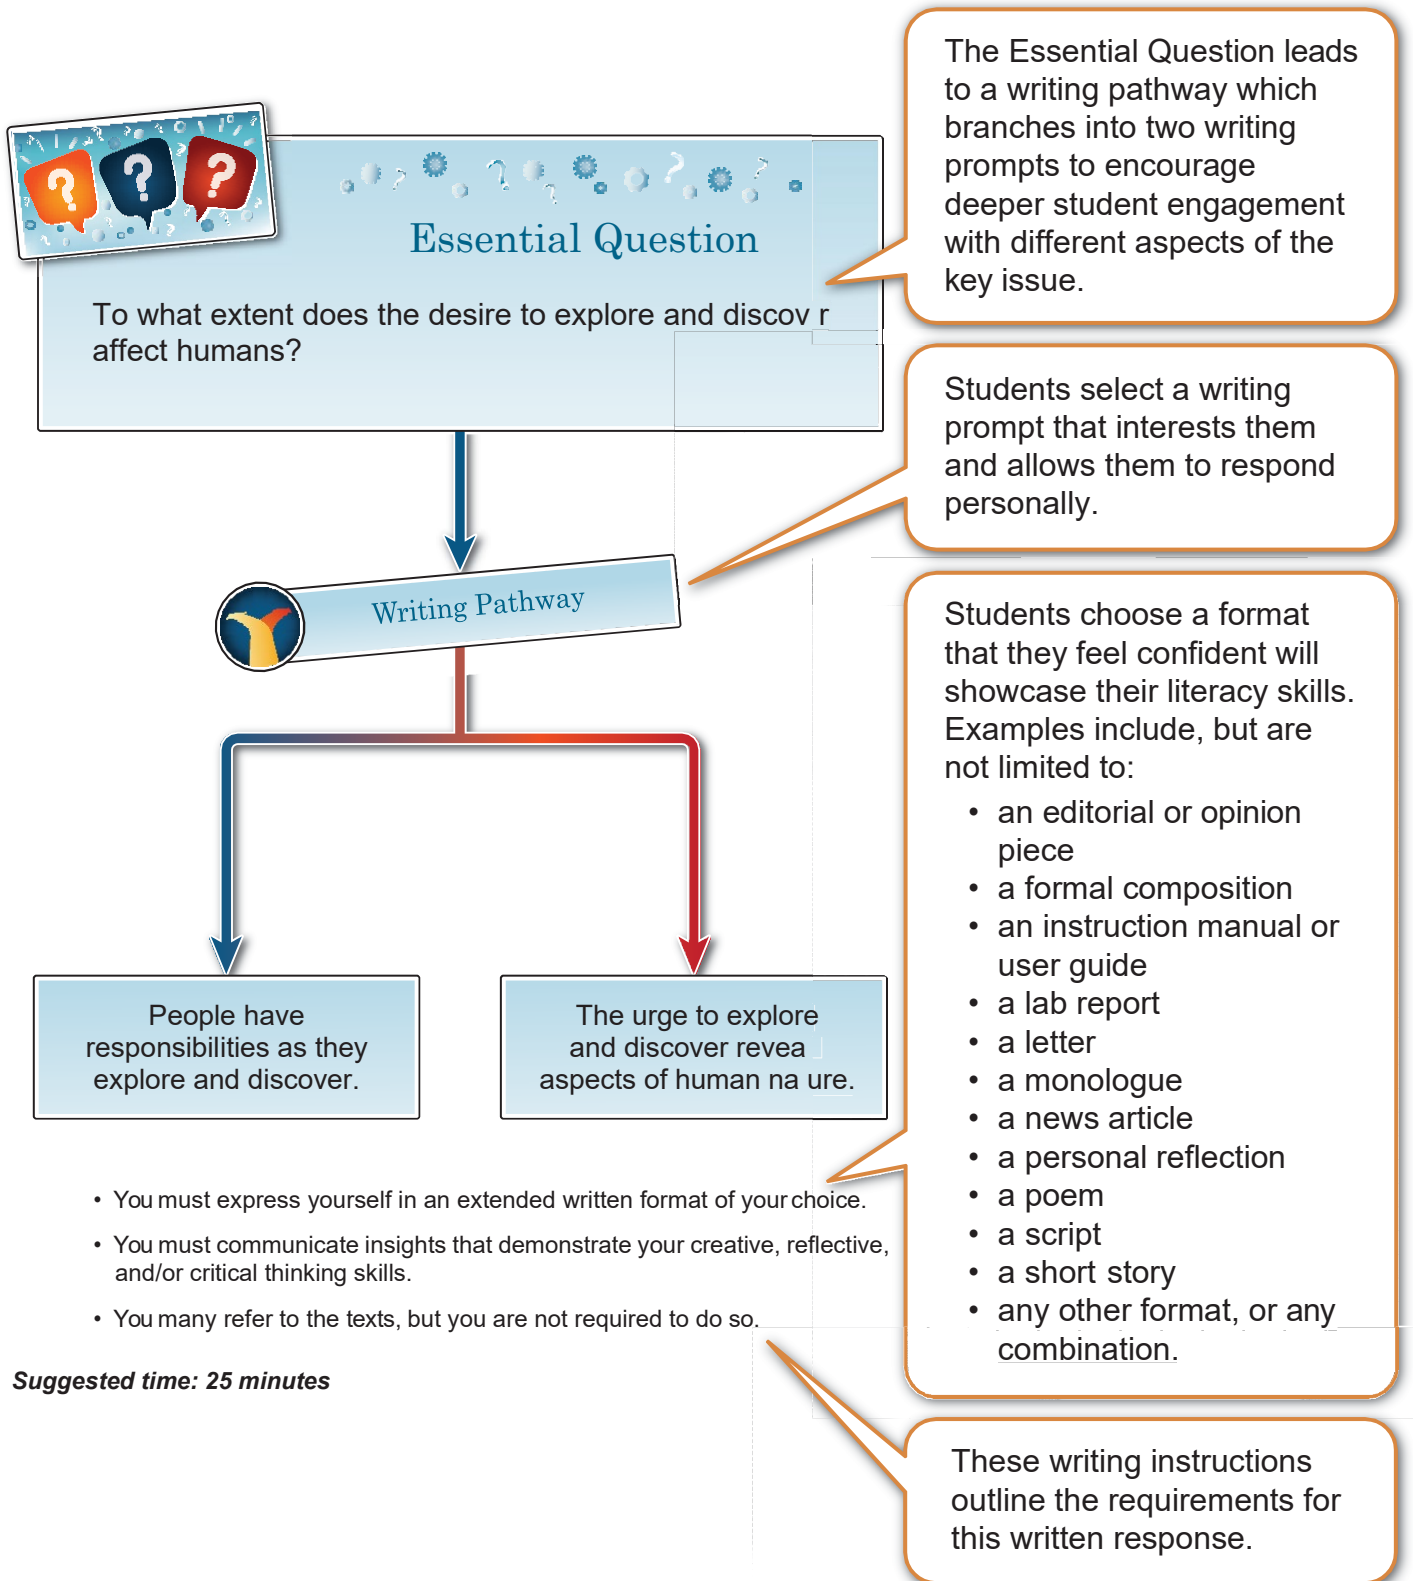 The Essential Question leads
to a writing pathway which
branches into two writing
prompts to encourage
deeper student engagement
with different aspects of the
key issue.
Essential Question
To what extent does the desire to explore and discov r
affect humans?
Students select a writing
prompt that interests them
and allows them to respond
personally.
Writing Pathway
Students choose a format
that they feel confident will
showcase their literacy skills.
Examples include, but are
not limited to:
• an editorial or opinion
piece
• a formal composition
• an instruction manual or
user guide
• a lab report
• a letter
• a monologue
• a news article
• a personal reflection
• a poem
• a script
• a short story
• any other format, or any
combination.
People have
responsibilities as they
explore and discover.
The urge to explore
and discover revea
aspects of human na ure.
• You must express yourself in an extended written format of your choice.
• You must communicate insights that demonstrate your creative, reflective,
and/or critical thinking skills.
• You many refer to the texts, but you are not required to do so.
Suggested time: 25 minutes
These writing instructions
outline the requirements for
this written response.